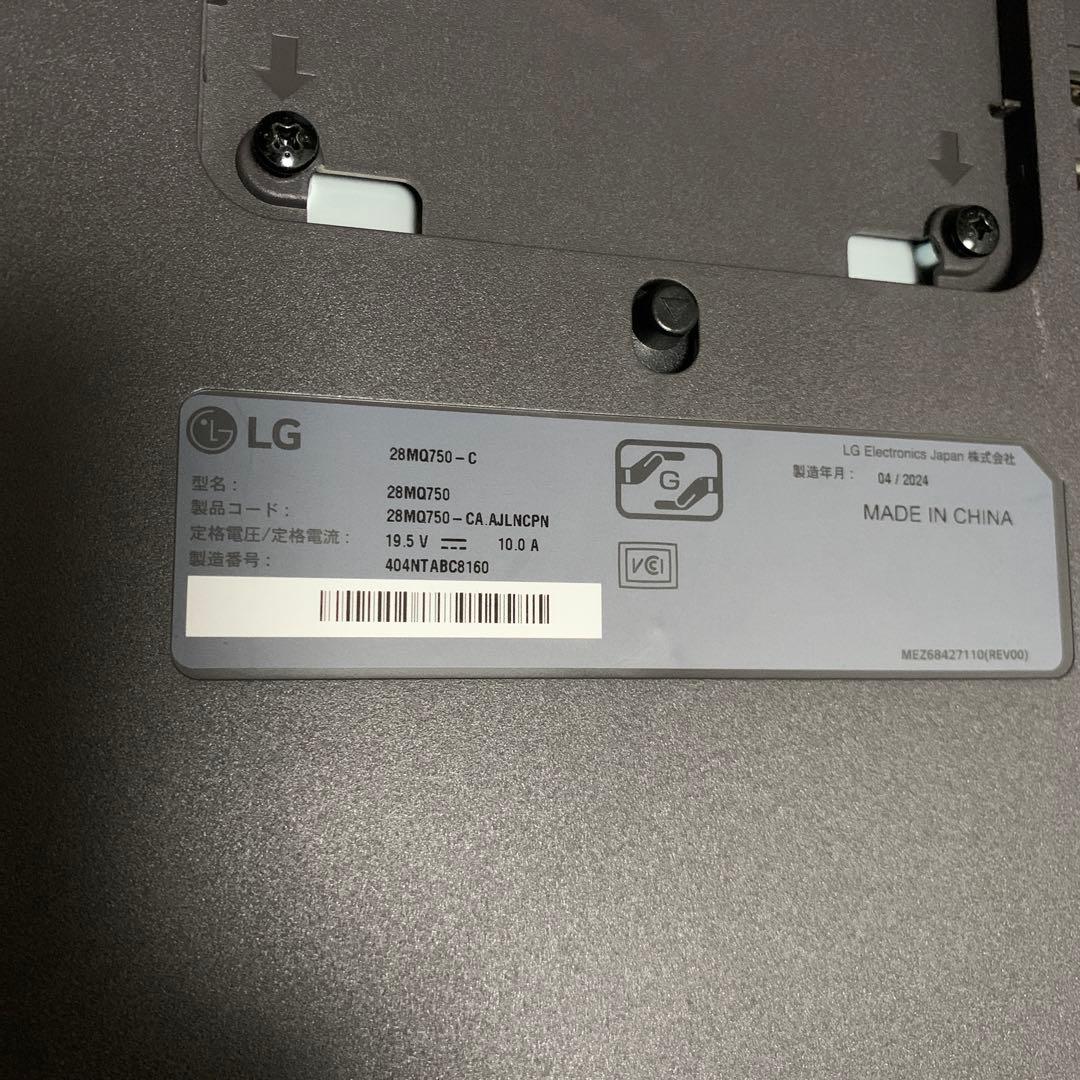 LG
28MQ750-C
型名： 28MQ750
製品コード： 28MQ750-CA.AJLNCPN
定格電圧/定格電流： 19.5 V 10.0 A
製造番号： 404NTABC8160
G
VCCI
LG Electronics Japan 株式会社
製造年月： 04 / 2024
MADE IN CHINA
MEZ68427110(REV00)